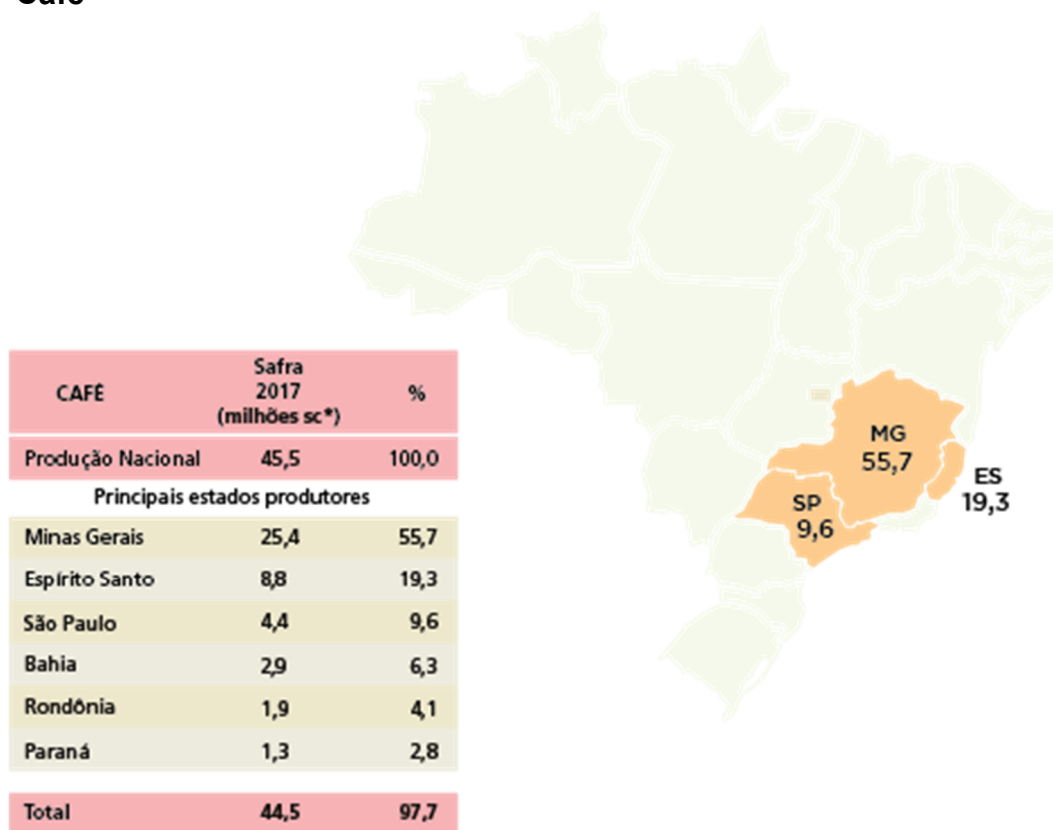 Café
CAFÉ Safra 2017 (milhões sc*) %
Produção Nacional 45,5 100,0
Principais estados produtores
Minas Gerais 25,4 55,7
Espírito Santo 8,8 19,3
São Paulo 4,4 9,6
Bahia 2,9 6,3
Rondônia 1,9 4,1
Paraná 1,3 2,8
Total 44,5 97,7
MG
55,7
ES
19,3
SP
9,6